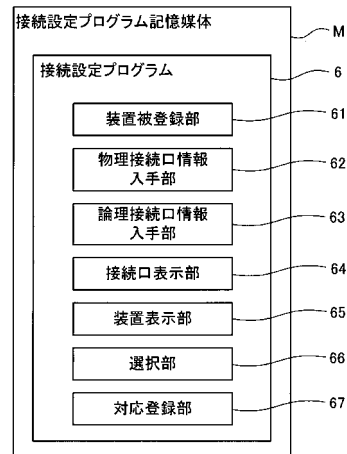 接続設定プログラム記憶媒体
M
接続設定プログラム
6
装置被登録部
61
物理接続口情報
入手部
62
論理接続口情報
入手部
63
接続口表示部
64
装置表示部
65
選択部
66
対応登録部
67